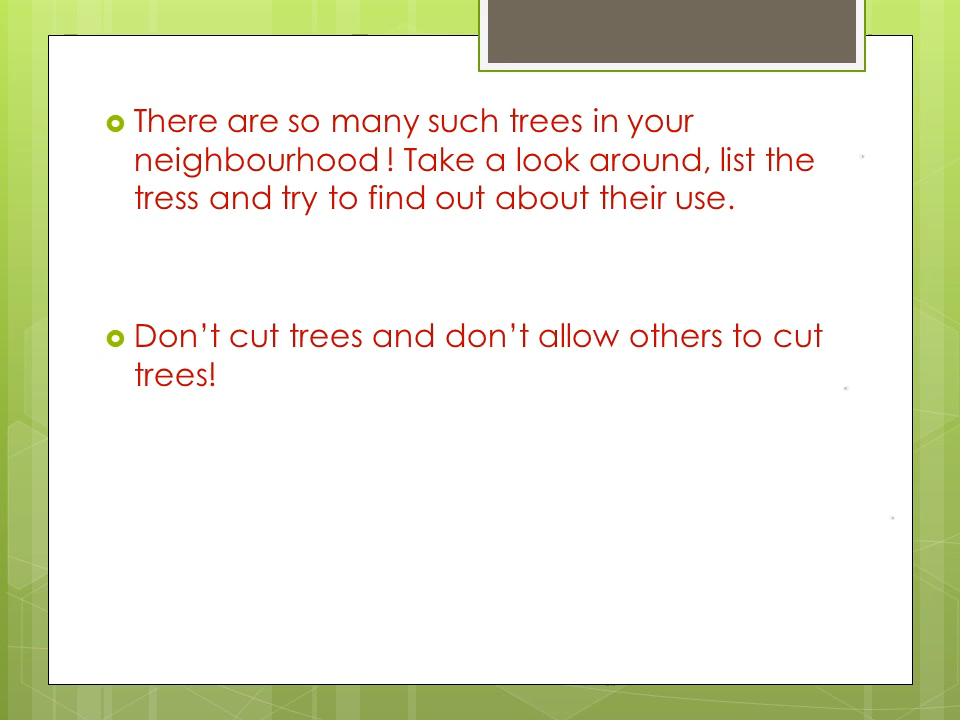 There are so many such trees in your
neighbourhood ! Take a look around, list the
tress and try to find out about their use.
Don’t cut trees and don’t allow others to cut
trees!